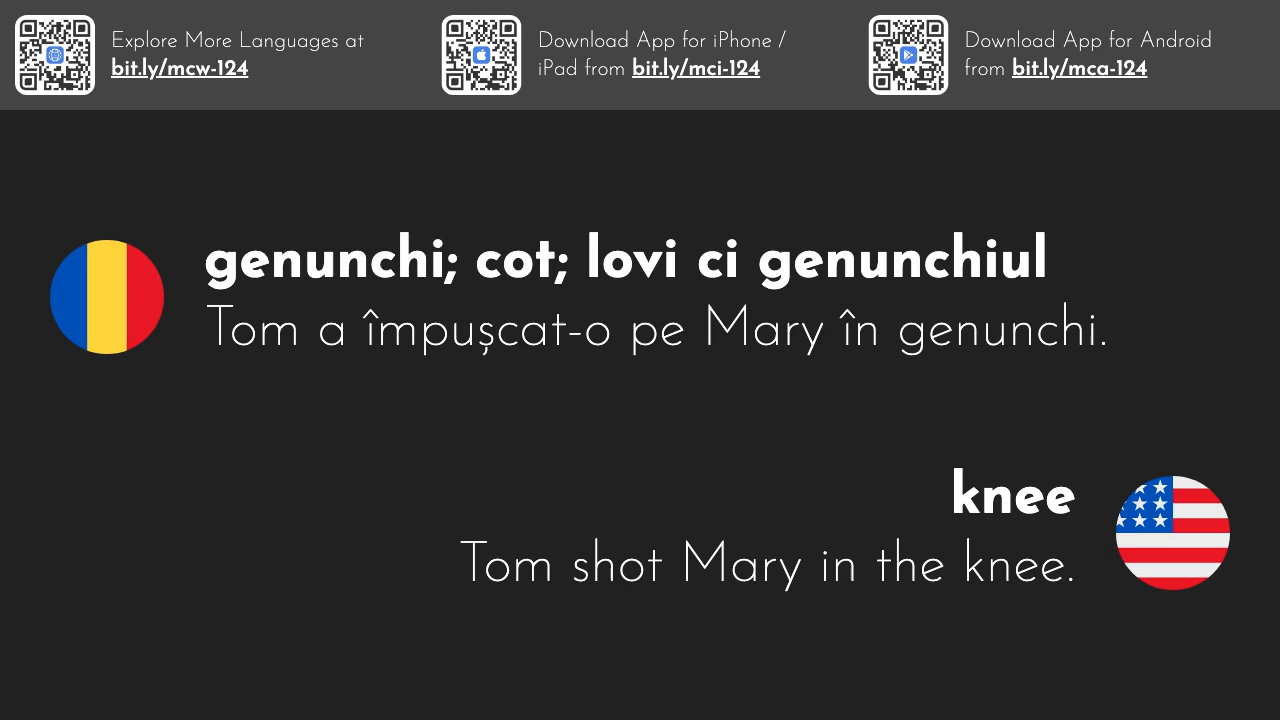 Explore More Languages at
bit.ly/mcw-124
Download App for iPhone /
iPad from bit.ly/mci-124
Download App for Android
from bit.ly/mca-124
genunchi; cot; lovi ci genunchiul
Tom a împușcat-o pe Mary în genunchi.
knee
Tom shot Mary in the knee.